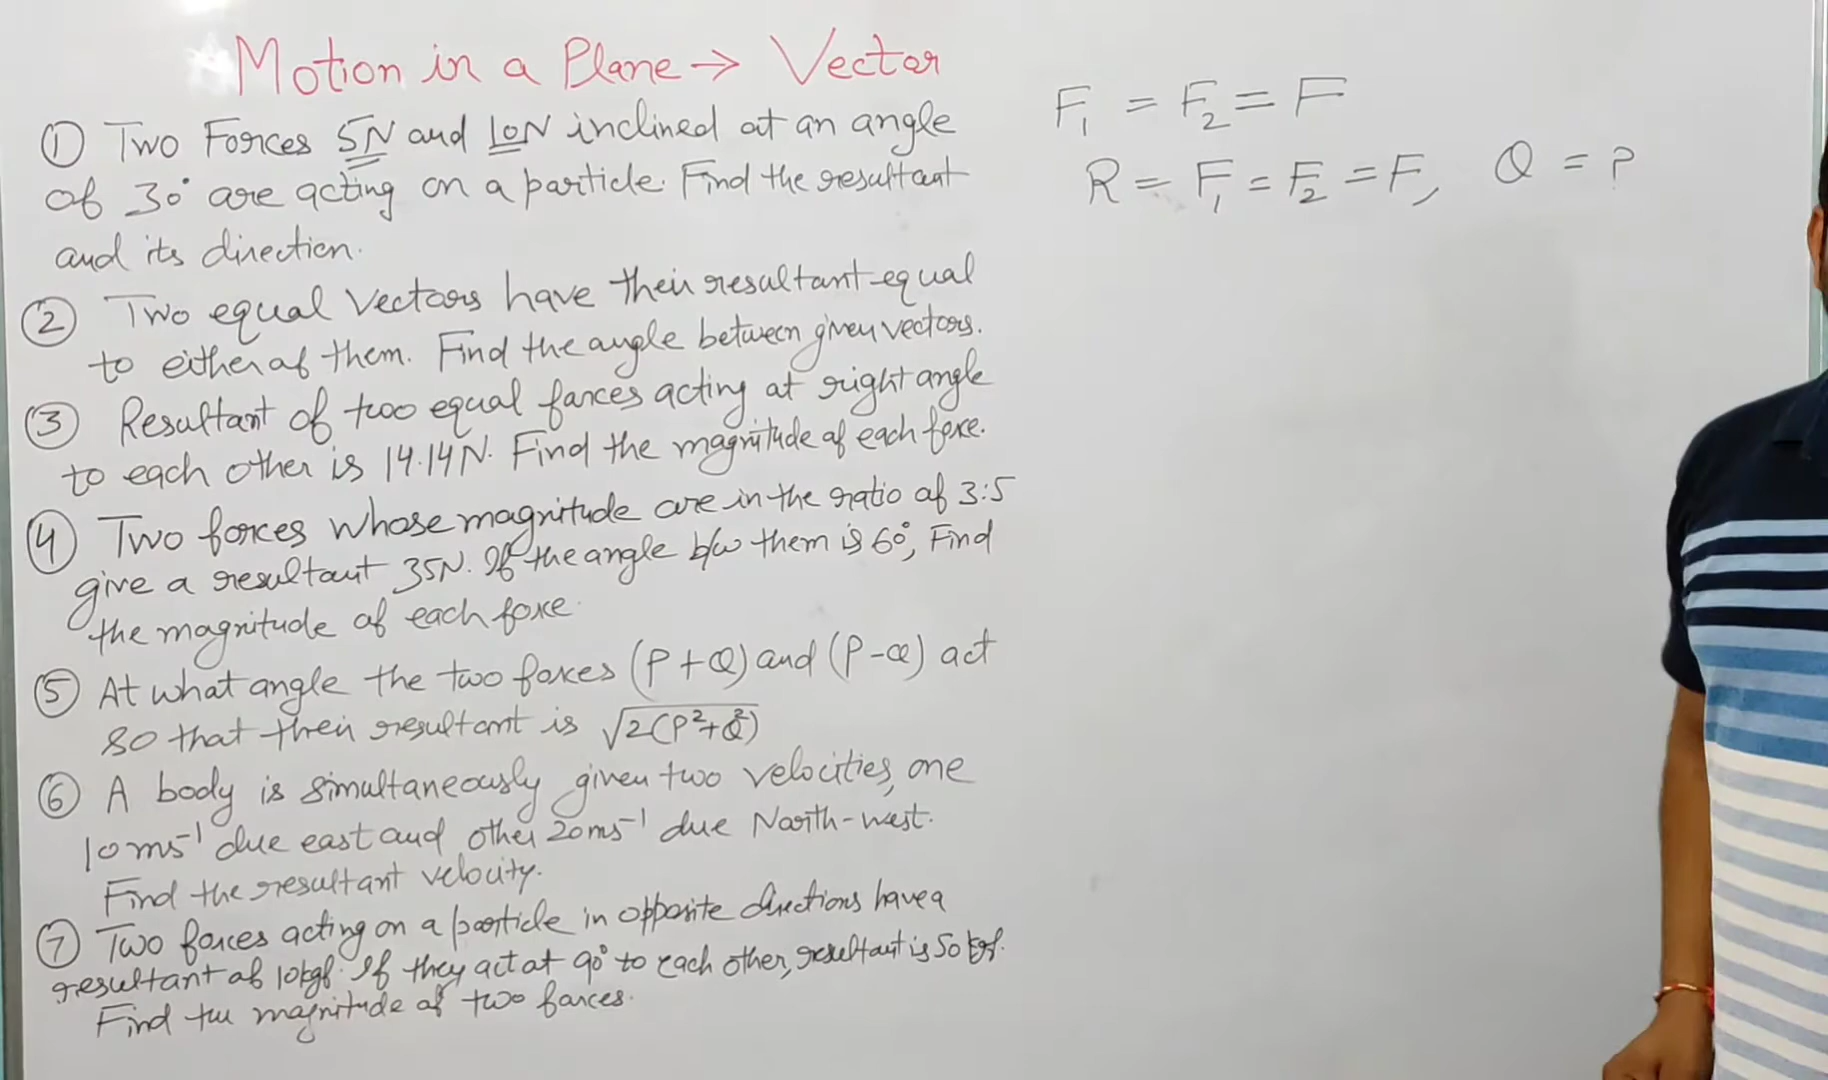 Motion in a Plane → Vector
① Two Forces 5N and 10N inclined at an angle
of 30° are acting on a particle. Find the resultant
and its direction.
② Two equal Vectors have their resultant equal
to either of them. Find the angle between given vectors.
③ Resultant of two equal forces acting at right angle
to each other is 14.14N. Find the magnitude of each force.
④ Two forces whose magnitude are in the ratio of 3:5
give a resultant 35N. If the angle b/w them is 60°, Find
the magnitude of each force.
⑤ At what angle the two forces (P+Q) and (P-Q) act
so that their resultant is √2(P²+Q²)
⑥ A body is simultaneously given two velocities, one
10ms⁻¹ due east and other 20ms⁻¹ due North-west.
Find the resultant velocity.
⑦ Two forces acting on a particle in opposite directions have a
resultant of 10kgf. If they act at 90° to each other, resultant is 50 kgf.
Find the magnitude of two forces.
F₁ = F₂ = F
R = F₁ = F₂ = F, Q = ?